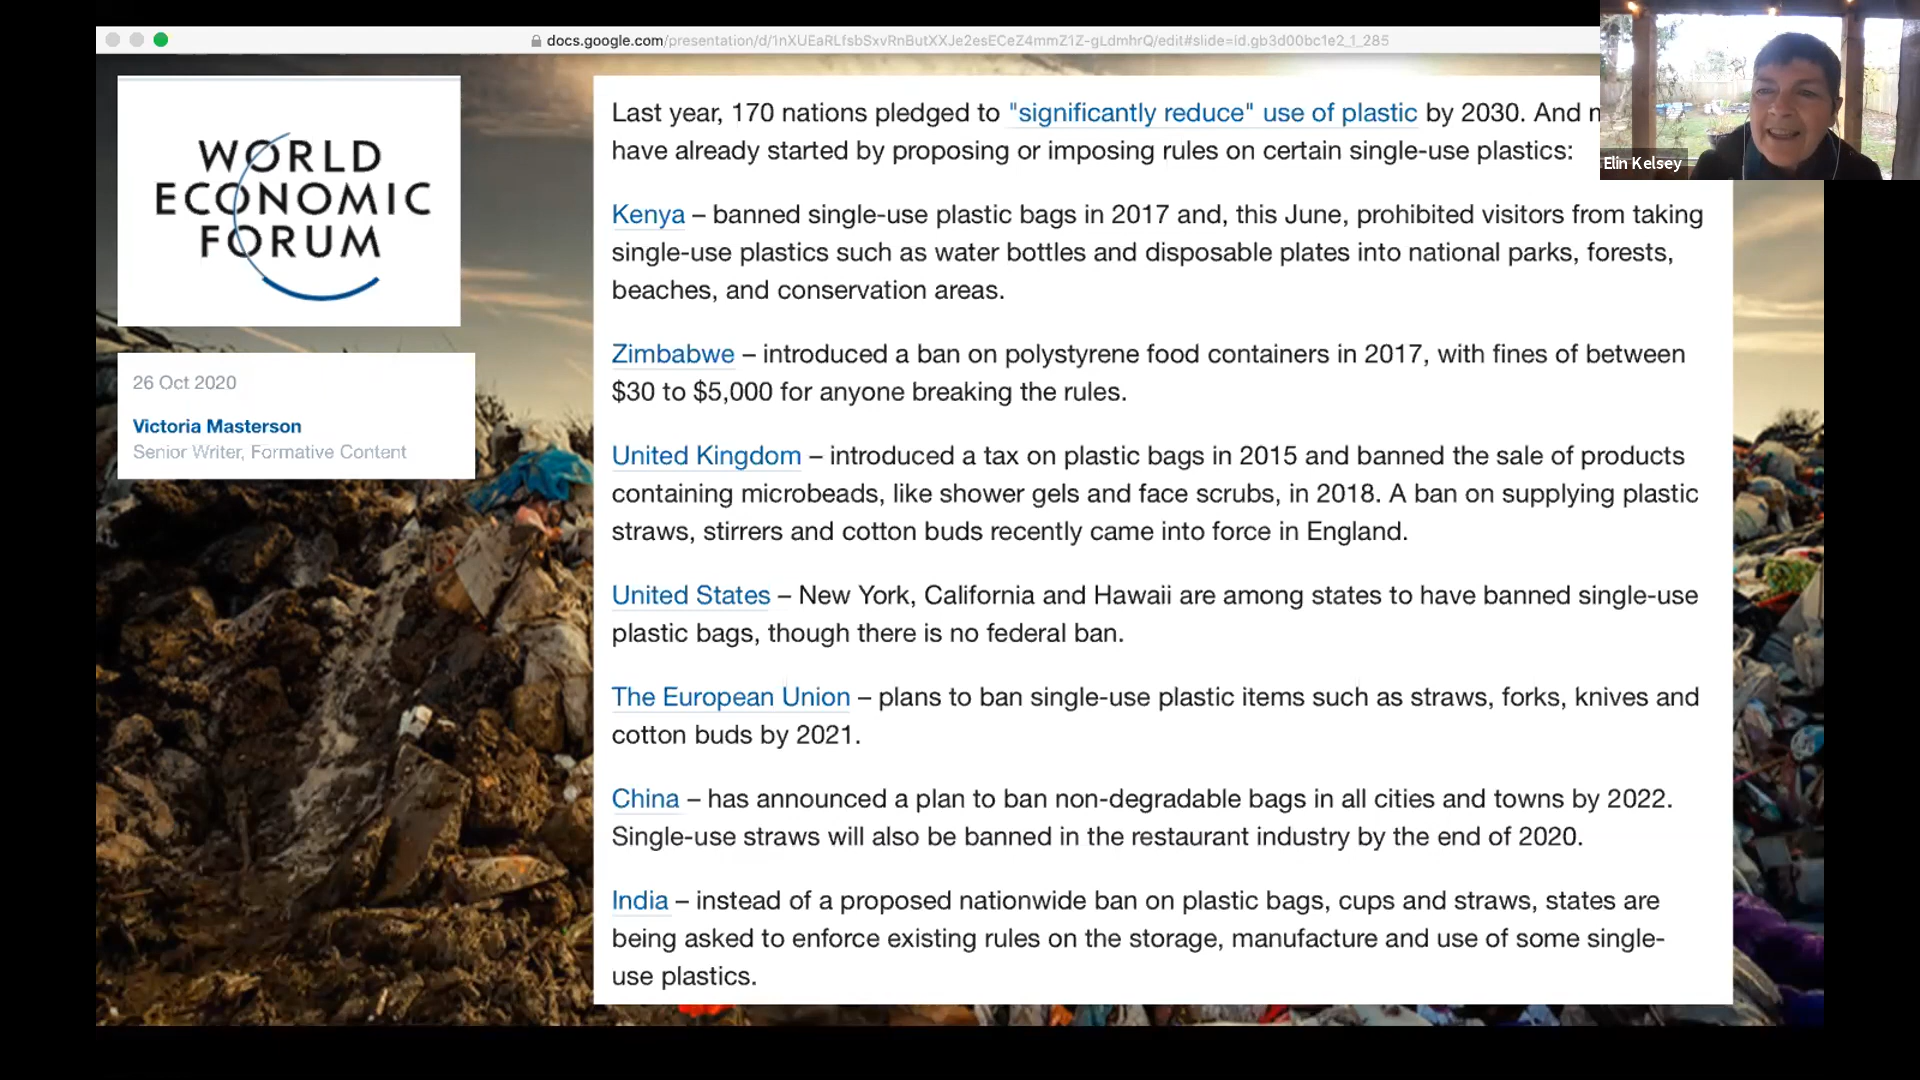 docs.google.com/presentation/d/1nXUEaRLfsbSxvRnButXXJe2esECeZ4mmZ1Z-gLdmhrQ/edit#slide=id.gb3d00bc1e2_1_285
WORLD
ECONOMIC
FORUM
26 Oct 2020
Victoria Masterson
Senior Writer, Formative Content
Last year, 170 nations pledged to "significantly reduce" use of plastic by 2030. And
have already started by proposing or imposing rules on certain single-use plastics:
Kenya – banned single-use plastic bags in 2017 and, this June, prohibited visitors from taking
single-use plastics such as water bottles and disposable plates into national parks, forests,
beaches, and conservation areas.
Zimbabwe – introduced a ban on polystyrene food containers in 2017, with fines of between
$30 to $5,000 for anyone breaking the rules.
United Kingdom – introduced a tax on plastic bags in 2015 and banned the sale of products
containing microbeads, like shower gels and face scrubs, in 2018. A ban on supplying plastic
straws, stirrers and cotton buds recently came into force in England.
United States – New York, California and Hawaii are among states to have banned single-use
plastic bags, though there is no federal ban.
The European Union – plans to ban single-use plastic items such as straws, forks, knives and
cotton buds by 2021.
China – has announced a plan to ban non-degradable bags in all cities and towns by 2022.
Single-use straws will also be banned in the restaurant industry by the end of 2020.
India – instead of a proposed nationwide ban on plastic bags, cups and straws, states are
being asked to enforce existing rules on the storage, manufacture and use of some single-
use plastics.
Elin Kelsey